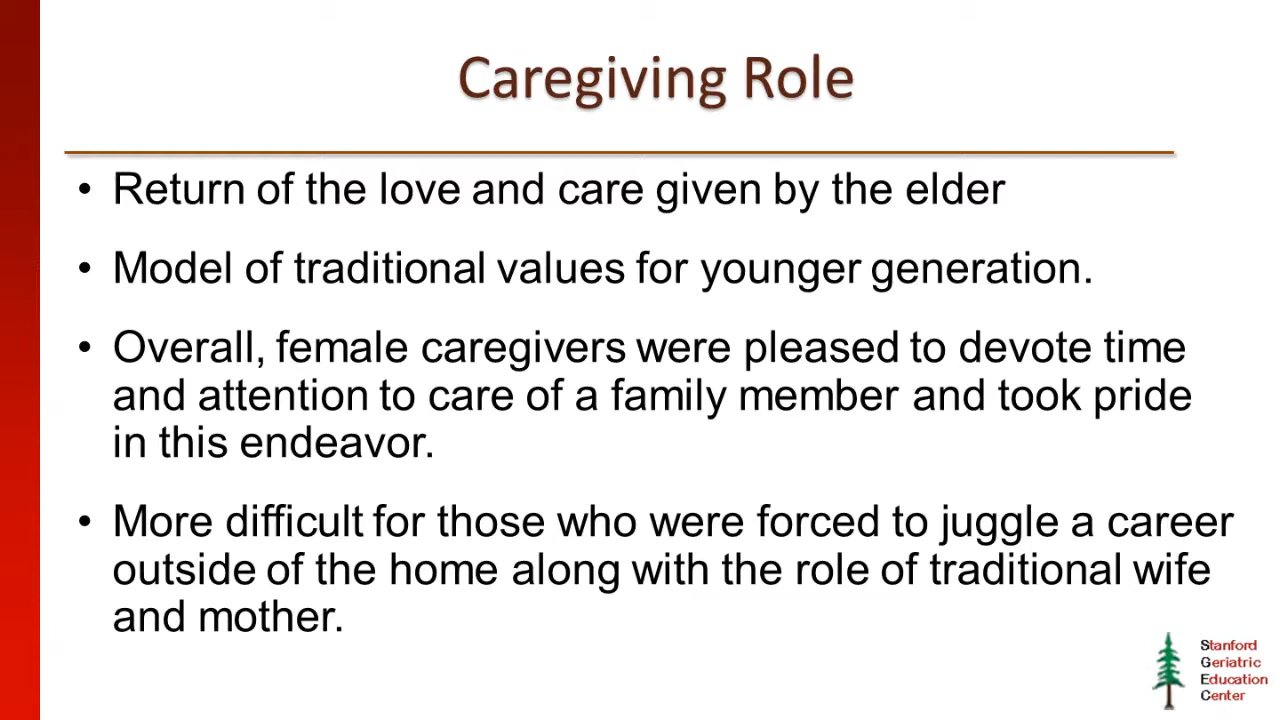 Caregiving Role
• Return of the love and care given by the elder
• Model of traditional values for younger generation.
• Overall, female caregivers were pleased to devote time
and attention to care of a family member and took pride
in this endeavor.
• More difficult for those who were forced to juggle a career
outside of the home along with the role of traditional wife
and mother.
Stanford
Geriatric
Education
Center